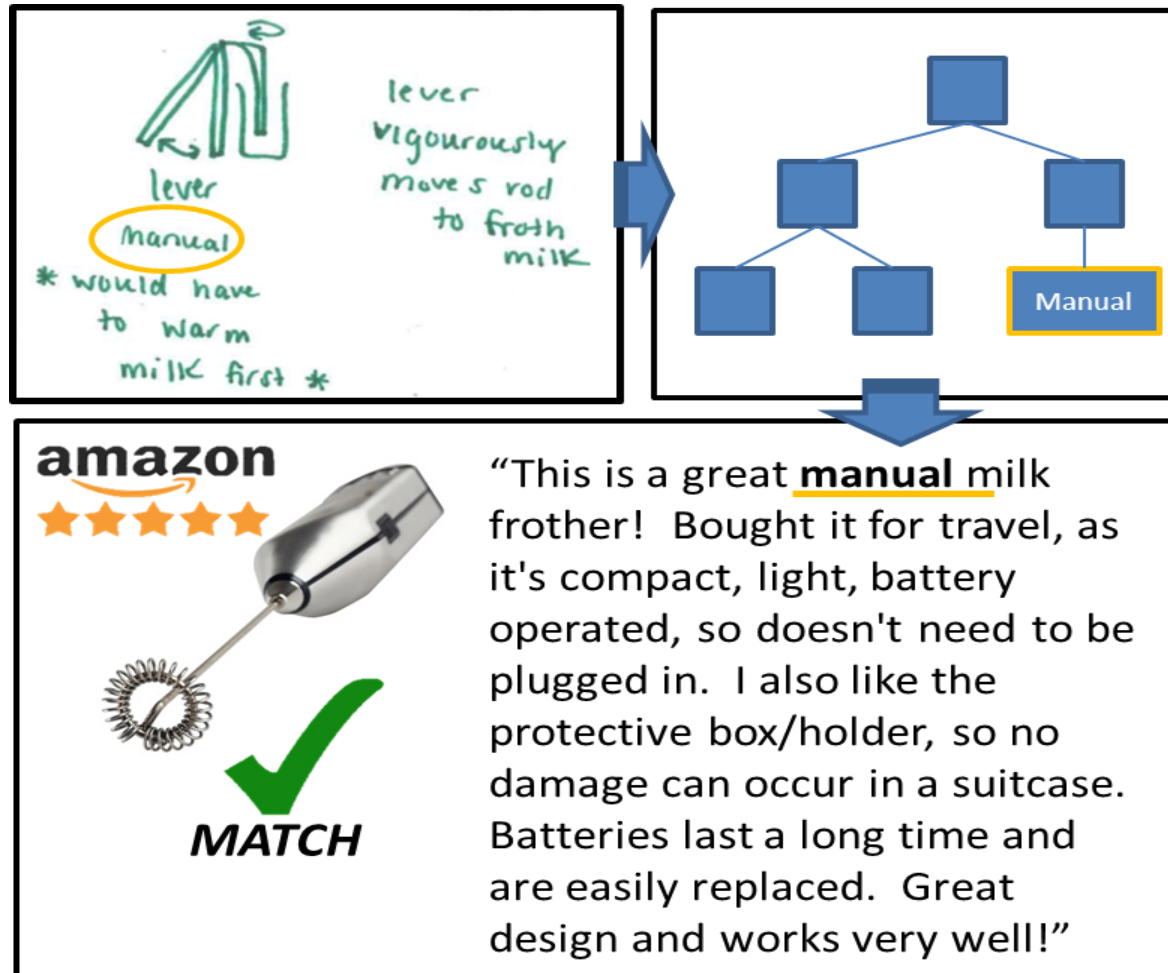 lever
manual
* would have
to warm
milk first *
lever
vigourously
moves rod
to froth
milk
Manual
amazon
MATCH
“This is a great manual milk
frother! Bought it for travel, as
it's compact, light, battery
operated, so doesn't need to be
plugged in. I also like the
protective box/holder, so no
damage can occur in a suitcase.
Batteries last a long time and
are easily replaced. Great
design and works very well!”